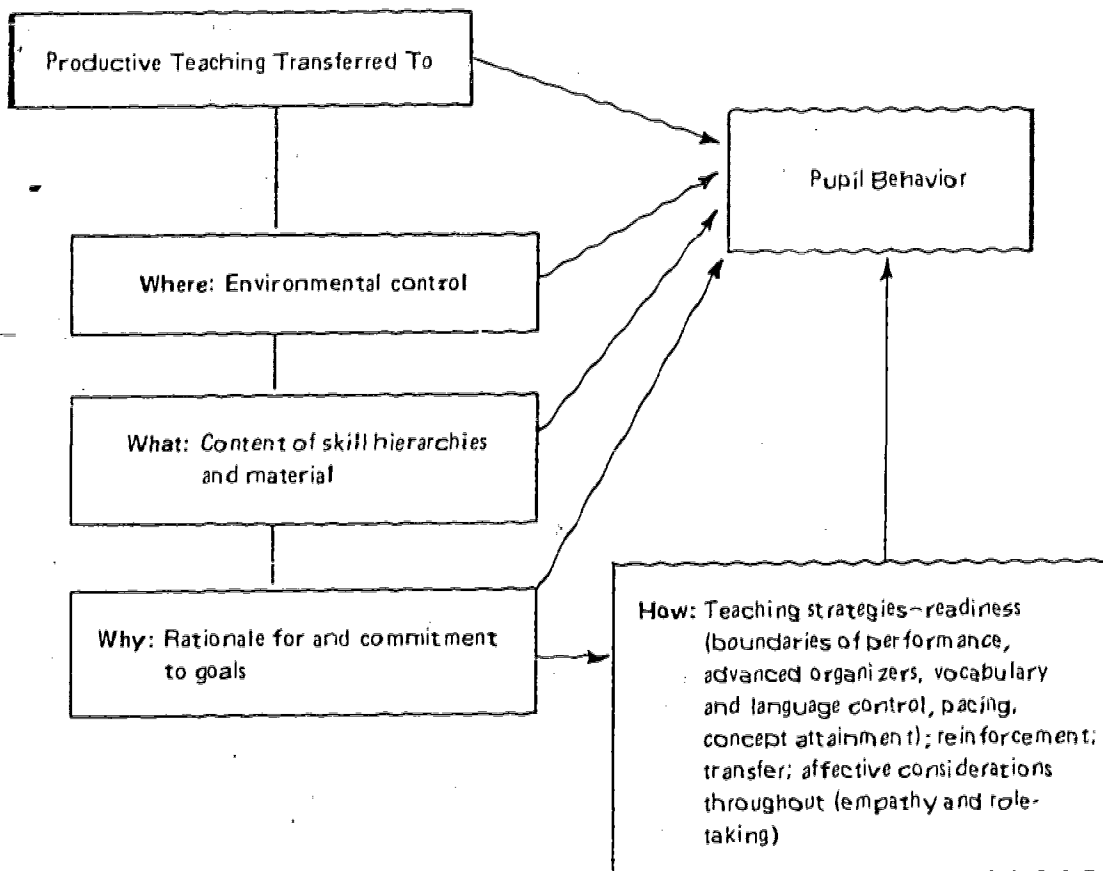 Productive Teaching Transferred To
Pupil Behavior
Where: Environmental control
What: Content of skill hierarchies
and material
Why: Rationale for and commitment
to goals
How: Teaching strategies–readiness
(boundaries of performance,
advanced organizers, vocabulary
and language control, pacing,
concept attainment); reinforcement;
transfer; affective considerations
throughout (empathy and role-
taking)